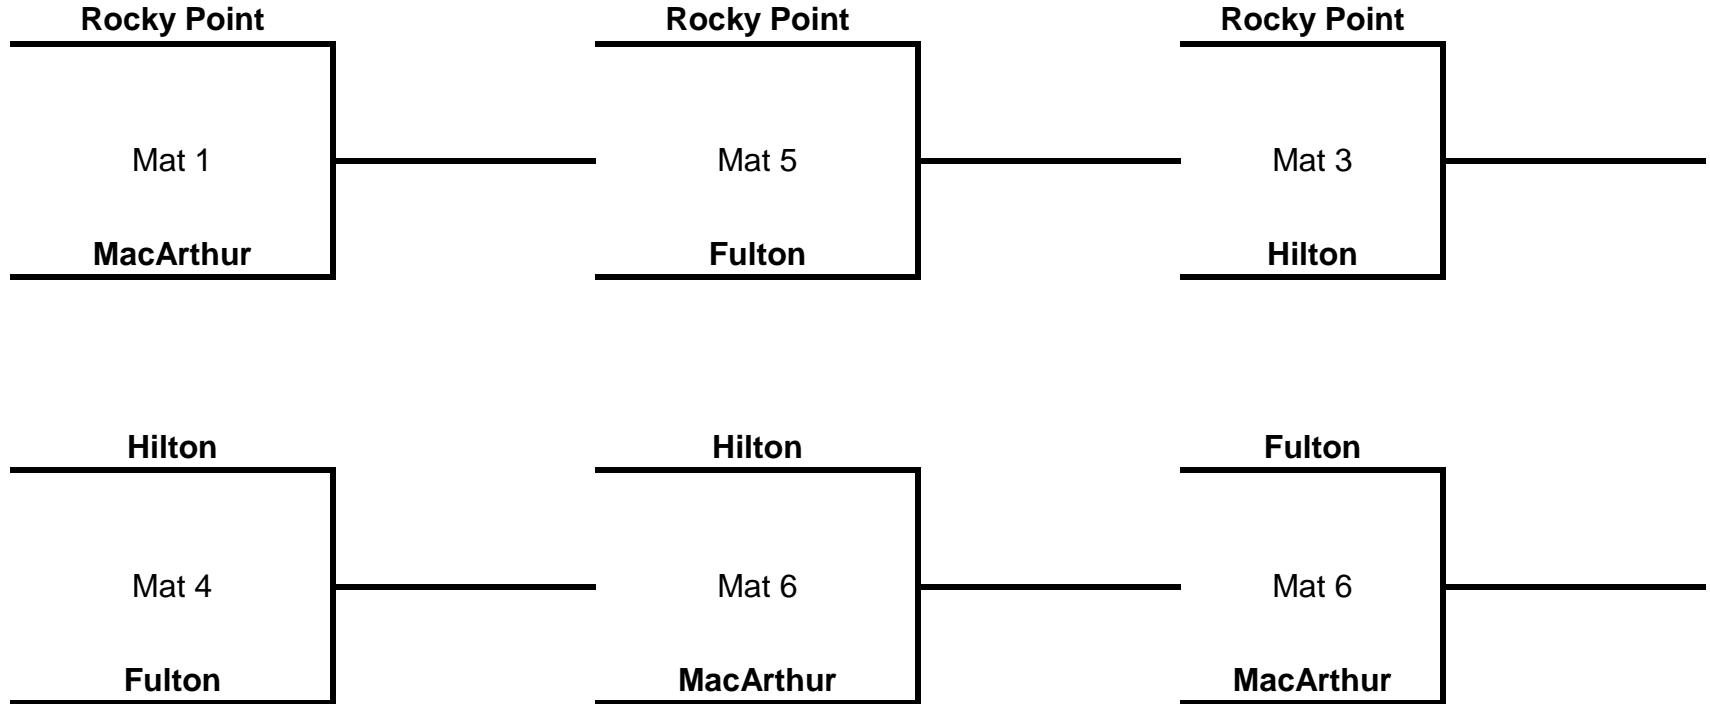 Rocky Point
Rocky Point
Rocky Point
Mat 1
Mat 5
Mat 3
MacArthur
Fulton
Hilton
Hilton
Hilton
Fulton
Mat 4
Mat 6
Mat 6
Fulton
MacArthur
MacArthur